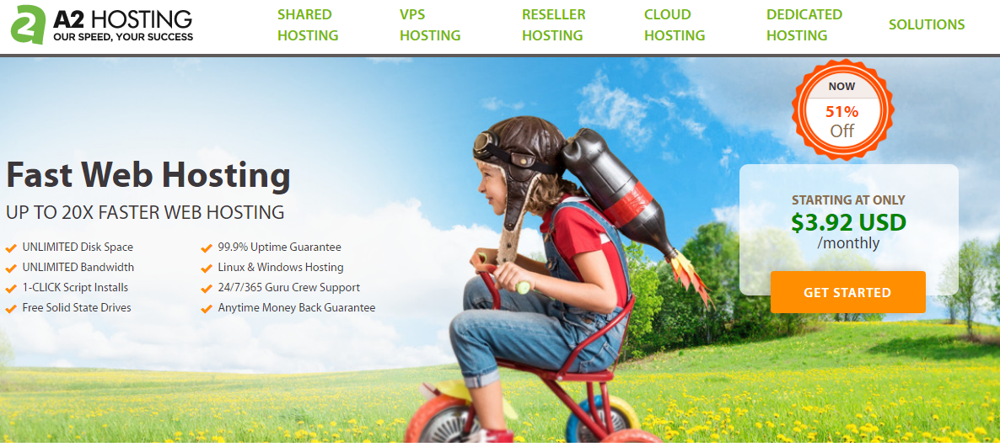 A2 HOSTING
OUR SPEED, YOUR SUCCESS
SHARED
HOSTING
VPS
HOSTING
RESELLER
HOSTING
CLOUD
HOSTING
DEDICATED
HOSTING
SOLUTIONS
NOW
51%
Off
Fast Web Hosting
UP TO 20X FASTER WEB HOSTING
UNLIMITED Disk Space
UNLIMITED Bandwidth
1-CLICK Script Installs
Free Solid State Drives
99.9% Uptime Guarantee
Linux & Windows Hosting
24/7/365 Guru Crew Support
Anytime Money Back Guarantee
STARTING AT ONLY
$3.92 USD
/monthly
GET STARTED